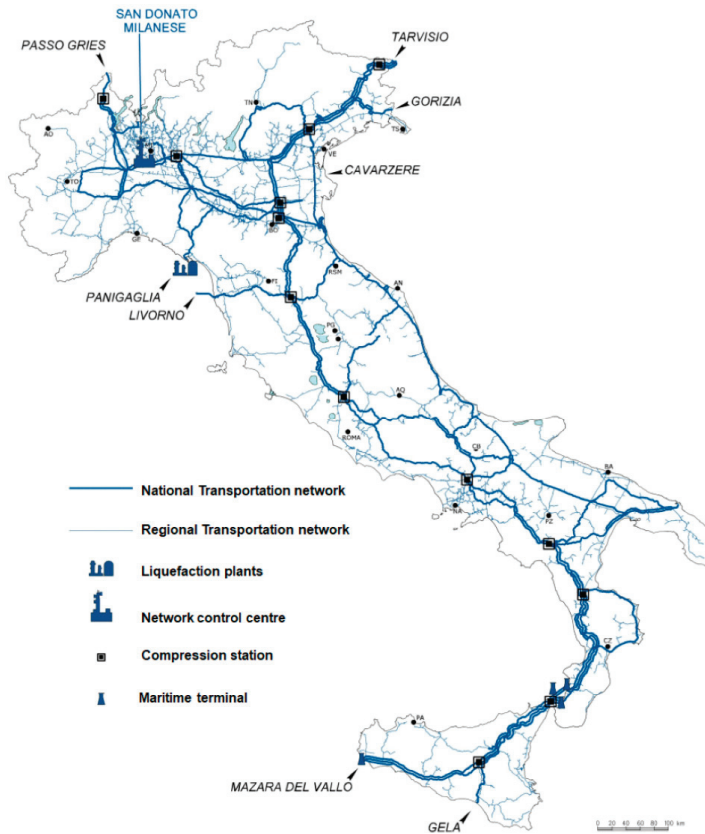 SAN DONATO
MILANESE
PASSO GRIES
TARVISIO
GORIZIA
TN
AO
TS
VE
CAVARZERE
TO
BO
GE
PANIGAGLIA
LIVORNO
FI
RSM
AN
PG
AQ
ROMA
CB
BA
NA
PZ
National Transportation network
Regional Transportation network
Liquefaction plants
Network control centre
Compression station
Maritime terminal
CZ
PA
MAZARA DEL VALLO
GELA
0 20 40 60 80 100 km